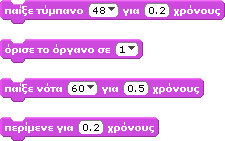 παίξε τύμπανο 48 για 0.2 χρόνους
όρισε το όργανο σε 1
παίξε νότα 60 για 0.5 χρόνους
περίμενε για 0.2 χρόνους